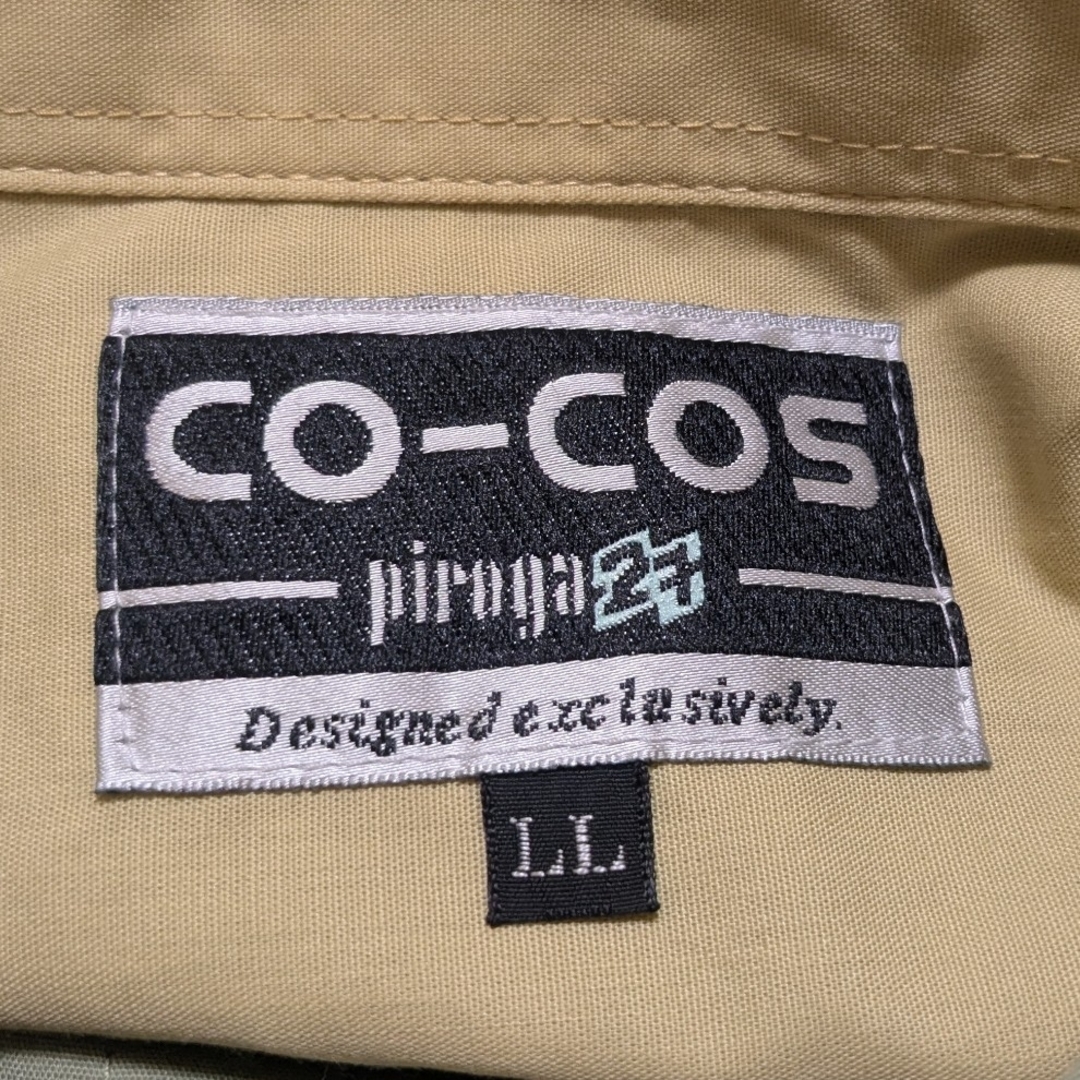 CO-COS
piroga21
Designed exclusively.
LL